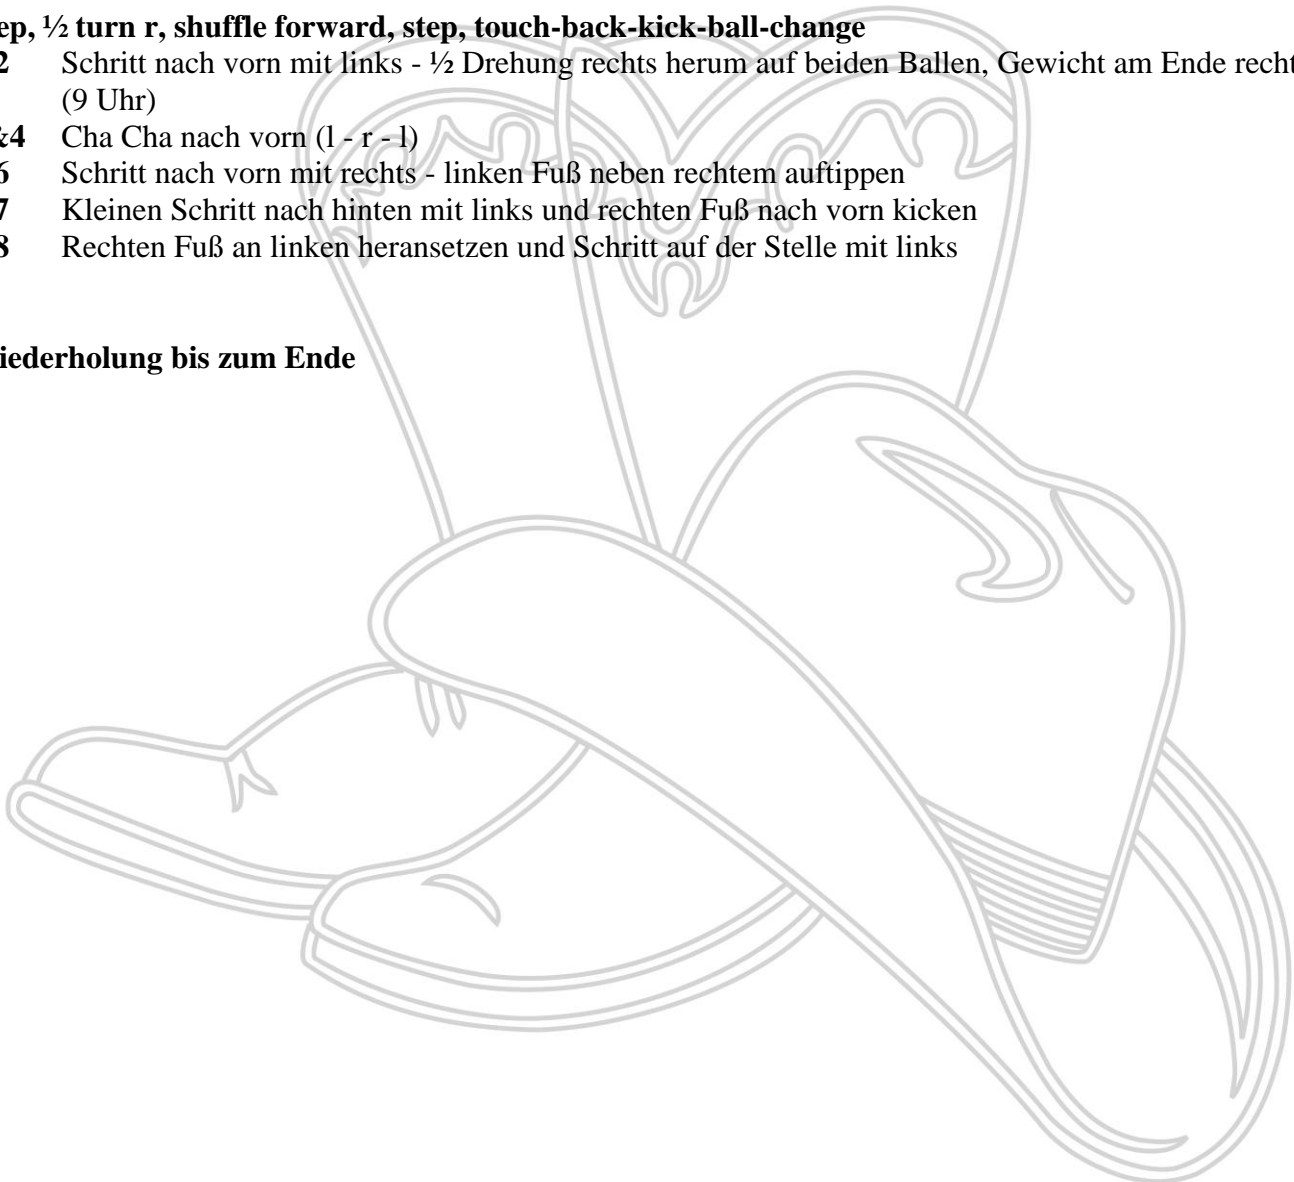 ep, ½ turn r, shuffle forward, step, touch-back-kick-ball-change
2 Schritt nach vorn mit links - ½ Drehung rechts herum auf beiden Ballen, Gewicht am Ende recht
(9 Uhr)
&4 Cha Cha nach vorn (l - r - l)
6 Schritt nach vorn mit rechts - linken Fuß neben rechtem auftippen
7 Kleinen Schritt nach hinten mit links und rechten Fuß nach vorn kicken
8 Rechten Fuß an linken heransetzen und Schritt auf der Stelle mit links
iederholung bis zum Ende